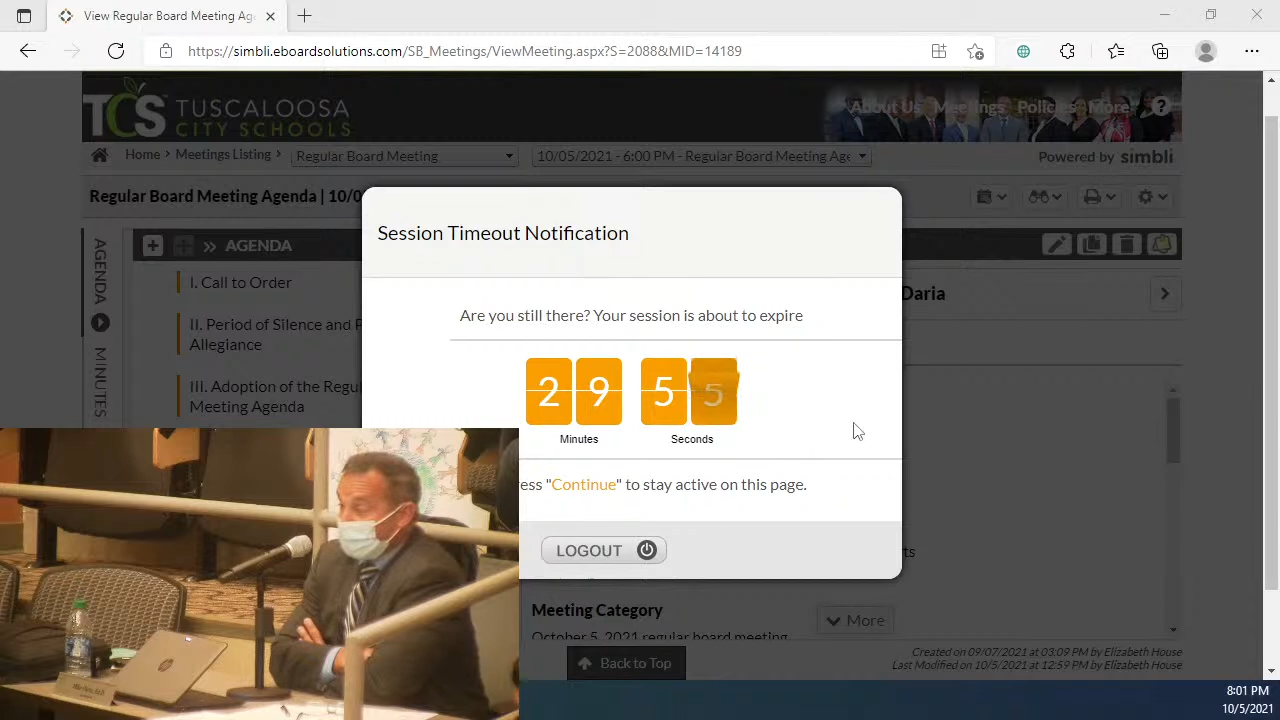 View Regular Board Meeting Ag
https://simbli.eboardsolutions.com/SB_Meetings/ViewMeeting.aspx?S=2088&MID=14189
TCS TUSCALOOSA
CITY SCHOOLS
About Us Meetings Policies More ?
Home > Meetings Listing > Regular Board Meeting 10/05/2021 - 6:00 PM - Regular Board Meeting Age
Powered by simbli
Regular Board Meeting Agenda | 10/0
AGENDA
MINUTES
AGENDA
I. Call to Order
II. Period of Silence and P
Allegiance
III. Adoption of the Regu
Meeting Agenda
Daria
Session Timeout Notification
Are you still there? Your session is about to expire
29 55
Minutes Seconds
ess "Continue" to stay active on this page.
LOGOUT
ts
Meeting Category
More
October 5, 2021 regular board meeting
Back to Top
Created on 09/07/2021 at 03:09 PM by Elizabeth House
Last Modified on 10/5/2021 at 12:59 PM by Elizabeth House
8:01 PM
10/5/2021
hp